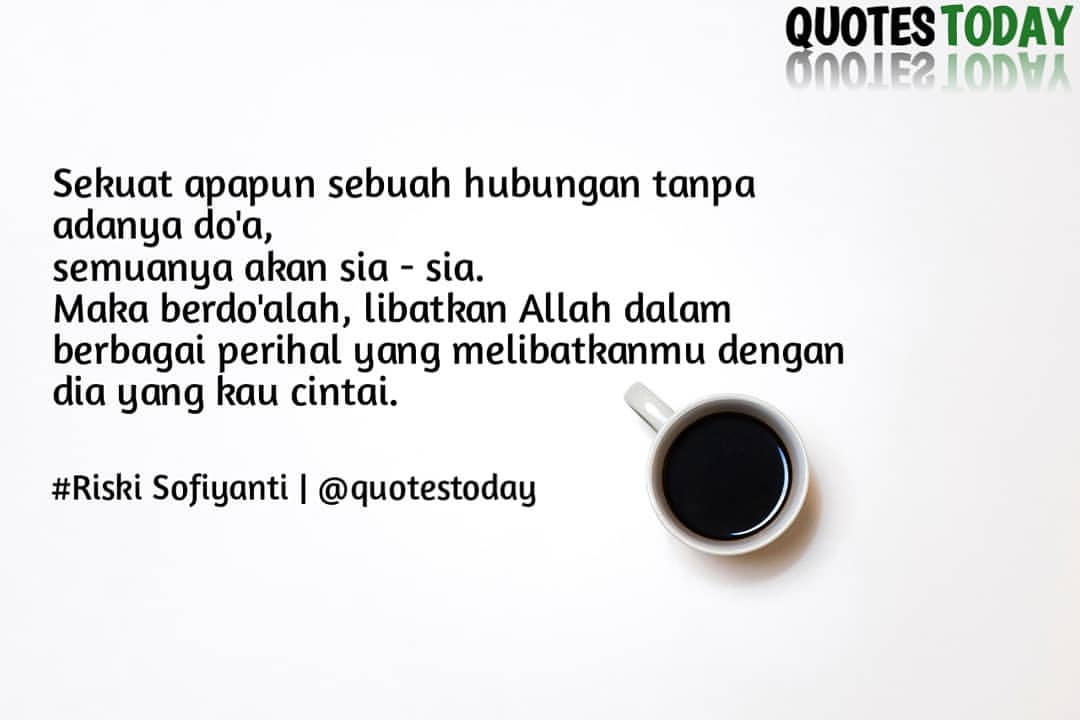 QUOTES TODAY
Sekuat apapun sebuah hubungan tanpa
adanya do'a,
semuanya akan sia - sia.
Maka berdo'alah, libatkan Allah dalam
berbagai perihal yang melibatkanmu dengan
dia yang kau cintai.
#Riski Sofiyanti | @quotestoday